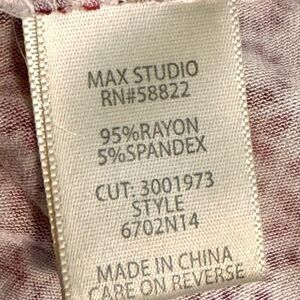 MAX STUDIO
RN#58822
95%RAYON
5%SPANDEX
CUT: 3001973
STYLE
6702N14
MADE IN CHINA
CARE ON REVERSE